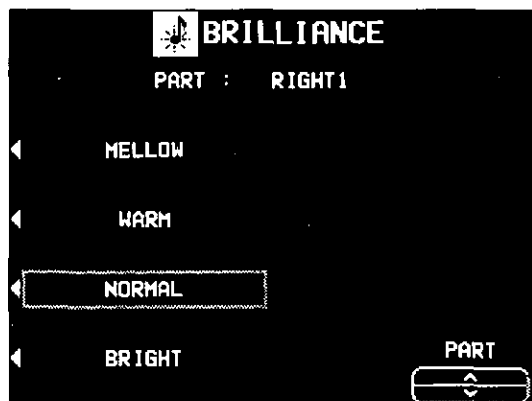 BRILLIANCE
PART : RIGHT1
MELLOW
WARM
NORMAL
BRIGHT
PART